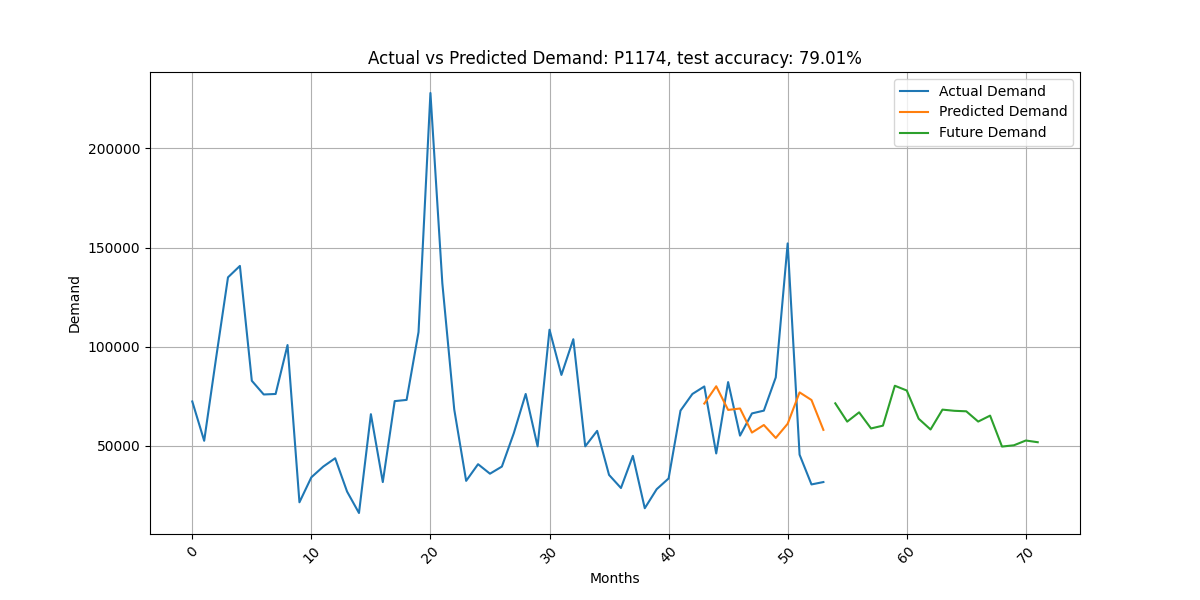 Actual vs Predicted Demand: P1174, test accuracy: 79.01%
Actual Demand
Predicted Demand
Future Demand
200000
150000
100000
50000
Demand
0
10
20
30
40
50
60
70
Months